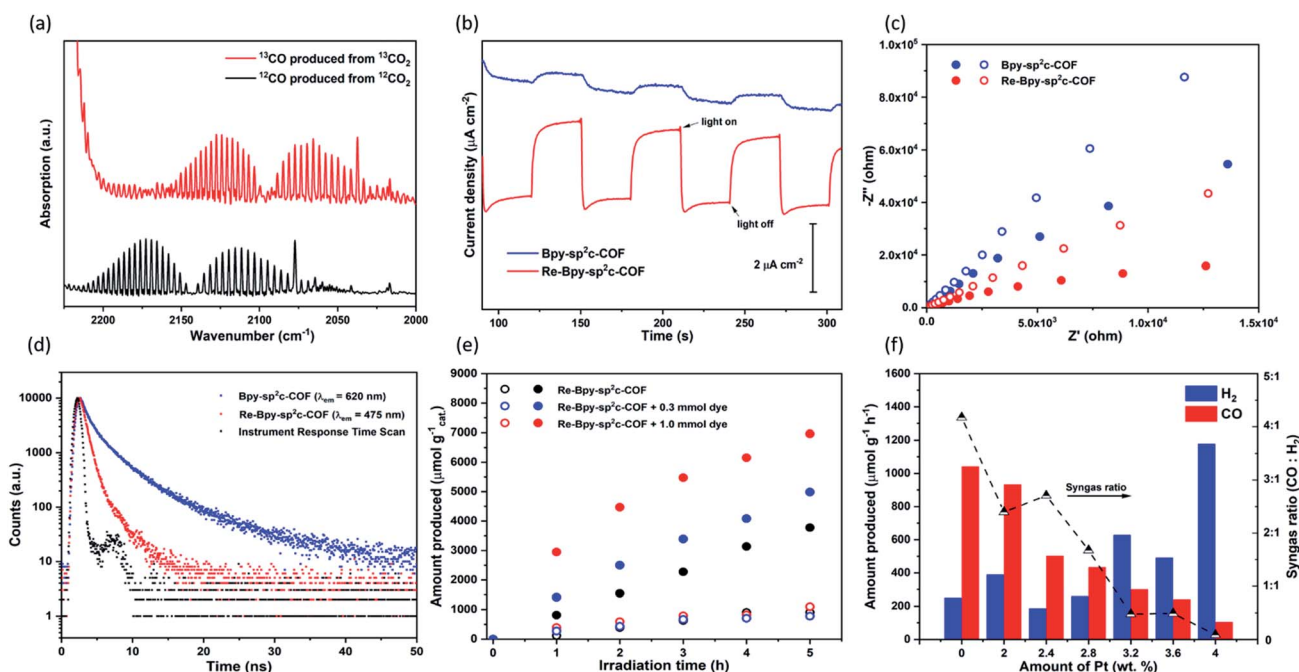 (a)
¹³CO produced from ¹³CO₂
¹²CO produced from ¹²CO₂
Absorption (a.u.)
2200 2150 2100 2050 2000
Wavenumber (cm⁻¹)
(b)
light on
light off
Bpy-sp²c-COF
Re-Bpy-sp²c-COF
2 μA cm⁻²
Current density (μA cm⁻²)
100 150 200 250 300
Time (s)
(c)
Bpy-sp²c-COF
Re-Bpy-sp²c-COF
1.0x10⁵
8.0x10⁴
6.0x10⁴
4.0x10⁴
2.0x10⁴
0.0
-Z'' (ohm)
0.0 5.0x10³ 1.0x10⁴ 1.5x10⁴
Z' (ohm)
(d)
Bpy-sp²c-COF (λem = 620 nm)
Re-Bpy-sp²c-COF (λem = 475 nm)
Instrument Response Time Scan
10000
1000
100
10
1
Counts (a.u.)
0 10 20 30 40 50
Time (ns)
(e)
Re-Bpy-sp²c-COF
Re-Bpy-sp²c-COF + 0.3 mmol dye
Re-Bpy-sp²c-COF + 1.0 mmol dye
9000
8000
7000
6000
5000
4000
3000
2000
1000
0
Amount produced (μmol g⁻¹cat.)
0 1 2 3 4 5
Irradiation time (h)
(f)
H₂
CO
Syngas ratio
1600
1400
1200
1000
800
600
400
200
0
Amount produced (μmol g⁻¹ h⁻¹)
5:1
4:1
3:1
2:1
1:1
0
Syngas ratio (CO : H₂)
0 2 2.4 2.8 3.2 3.6 4
Amount of Pt (wt. %)